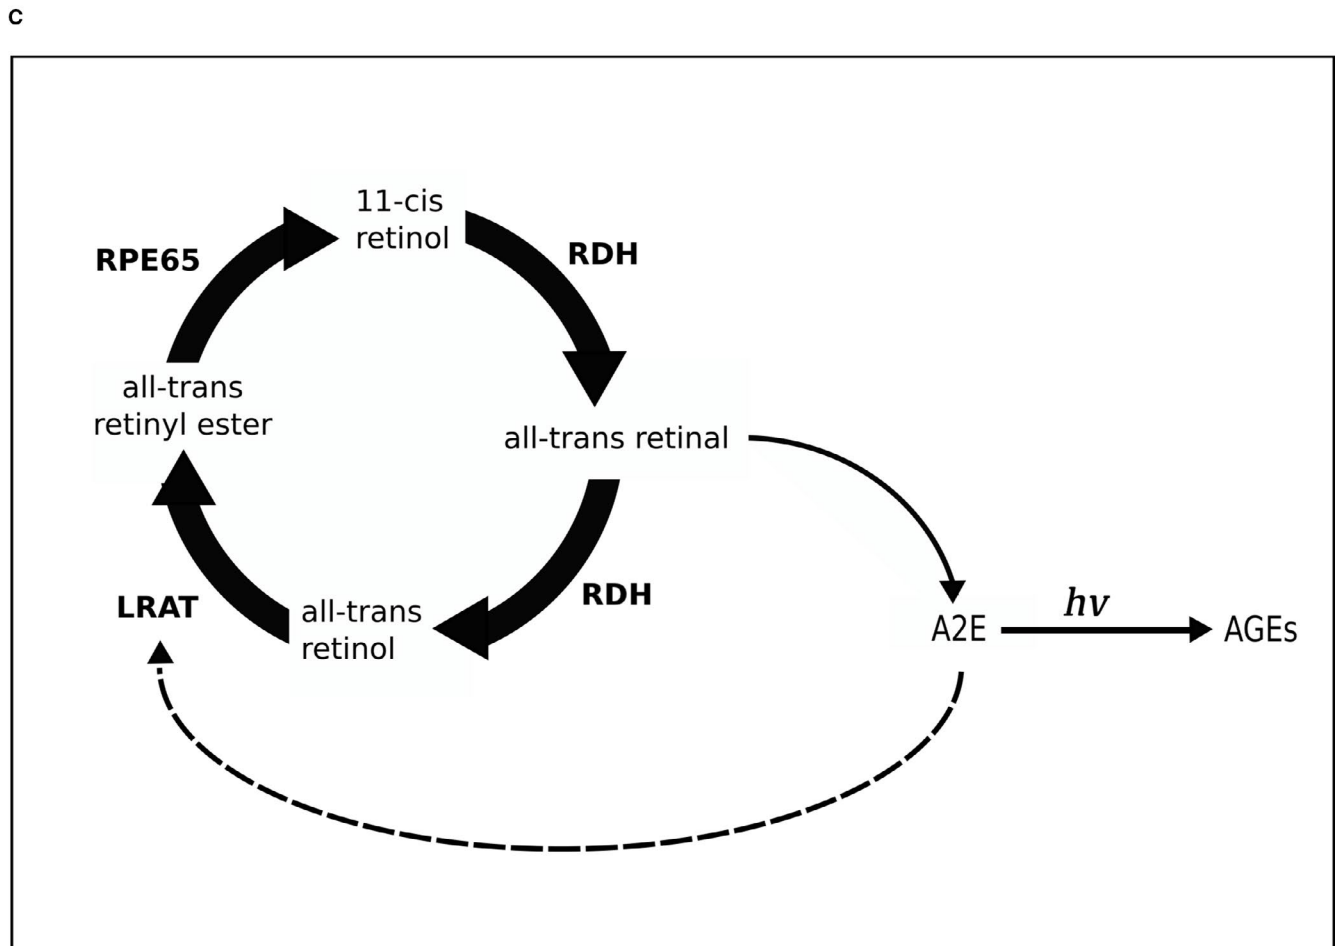 C
11-cis
retinol
RPE65
RDH
all-trans
retinyl ester
all-trans retinal
LRAT
all-trans
retinol
RDH
A2E
hν
AGEs